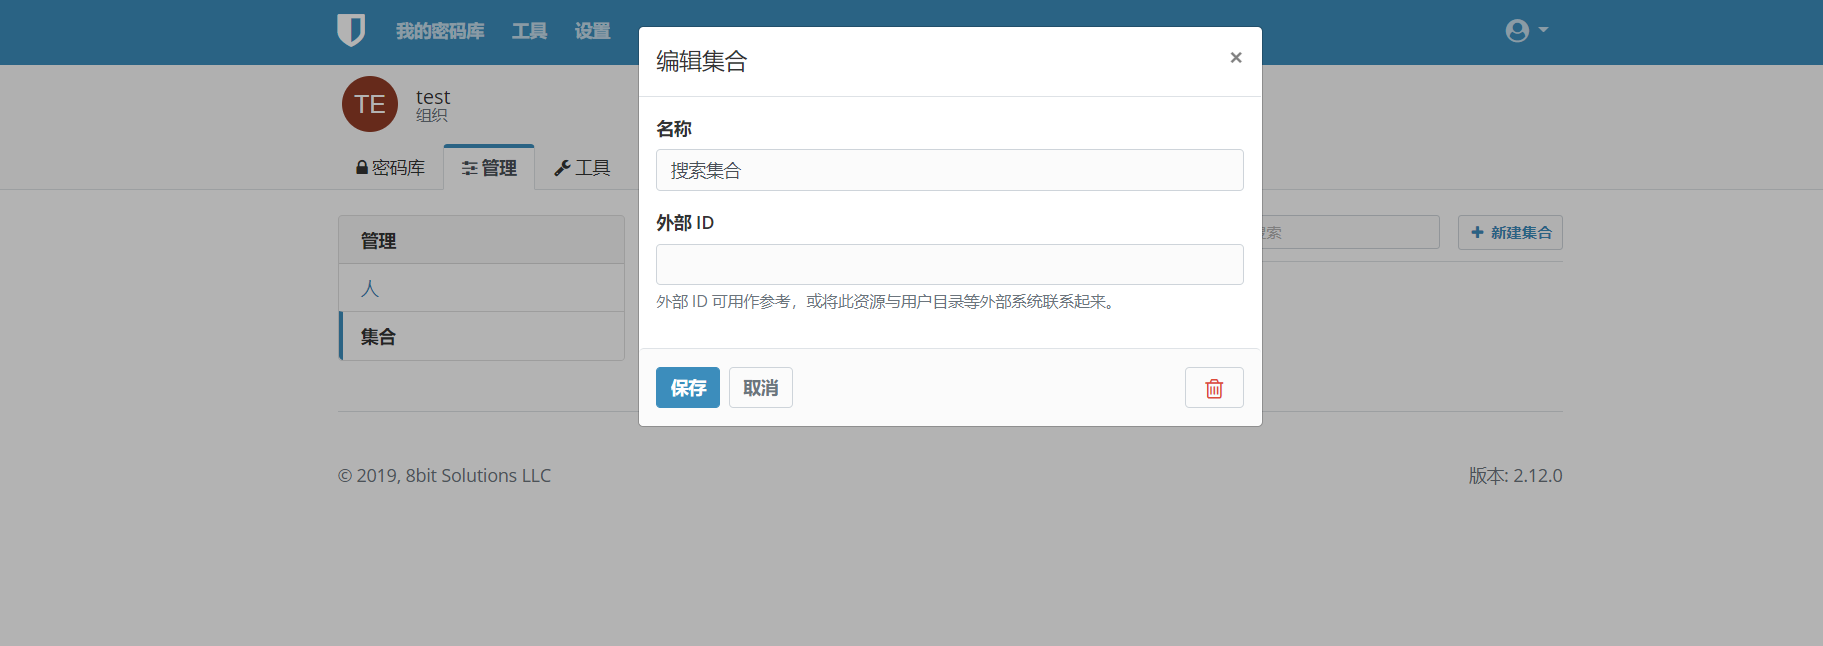 我的密码库 工具 设置
TE
test
组织
密码库 管理 工具
管理
人
集合
编辑集合
×
名称
搜索集合
外部 ID
外部 ID 可用作参考，或将此资源与用户目录等外部系统联系起来。
保存 取消
索
+ 新建集合
© 2019, 8bit Solutions LLC
版本: 2.12.0